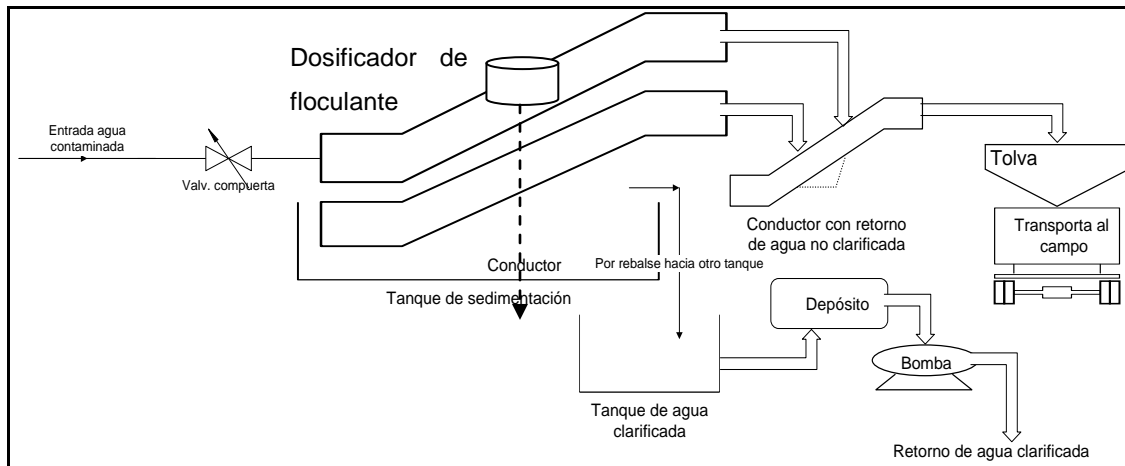 Dosificador de
floculante
Entrada agua
contaminada
Valv. compuerta
Conductor
Tanque de sedimentación
Por rebalse hacia otro tanque
Conductor con retorno
de agua no clarificada
Tolva
Transporta al
campo
Depósito
Bomba
Tanque de agua
clarificada
Retorno de agua clarificada